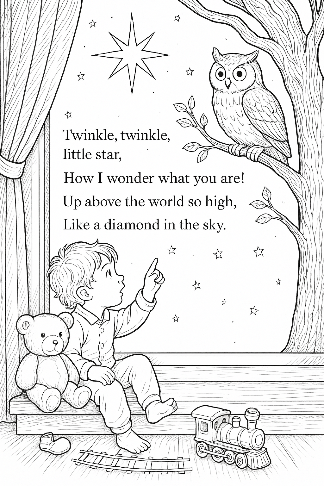 Twinkle, twinkle,
little star,
How I wonder what you are!
Up above the world so high,
Like a diamond in the sky.